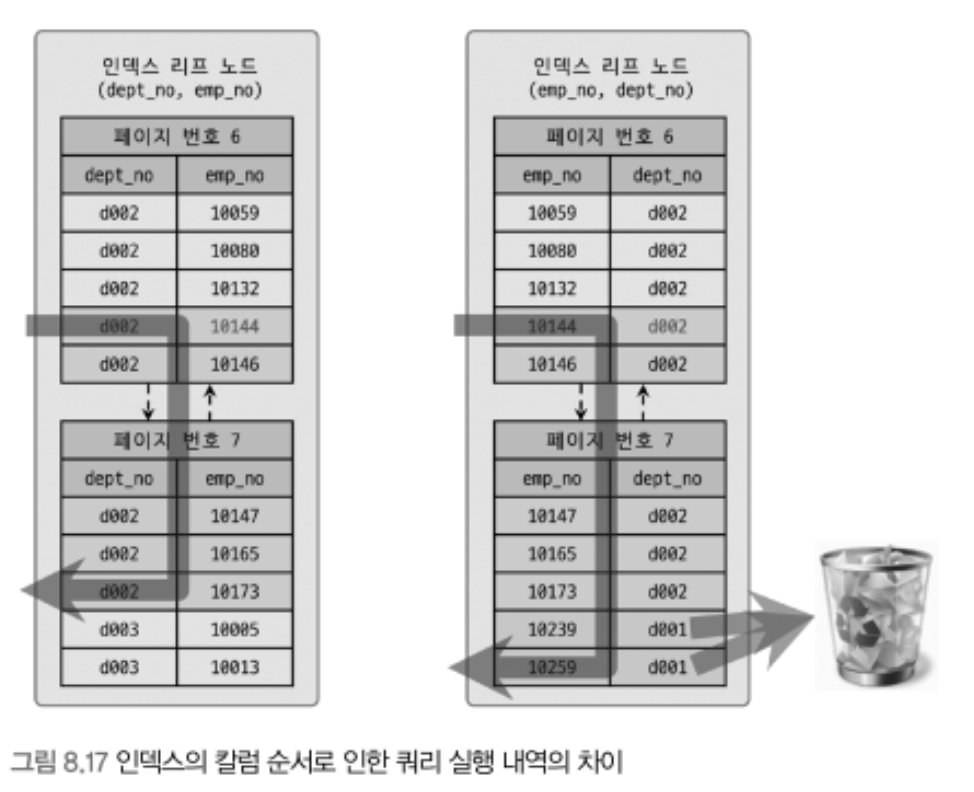 인덱스 리프 노드
(dept_no, emp_no)
페이지 번호 6
dept_no emp_no
d002 10059
d002 10080
d002 10132
d002 10144
d002 10146
페이지 번호 7
dept_no emp_no
d002 10147
d002 10165
d002 10173
d003 10005
d003 10013
인덱스 리프 노드
(emp_no, dept_no)
페이지 번호 6
emp_no dept_no
10059 d002
10080 d002
10132 d002
10144 d002
10146 d002
페이지 번호 7
emp_no dept_no
10147 d002
10165 d002
10173 d002
10239 d001
10259 d001
그림 8.17 인덱스의 칼럼 순서로 인한 쿼리 실행 내역의 차이